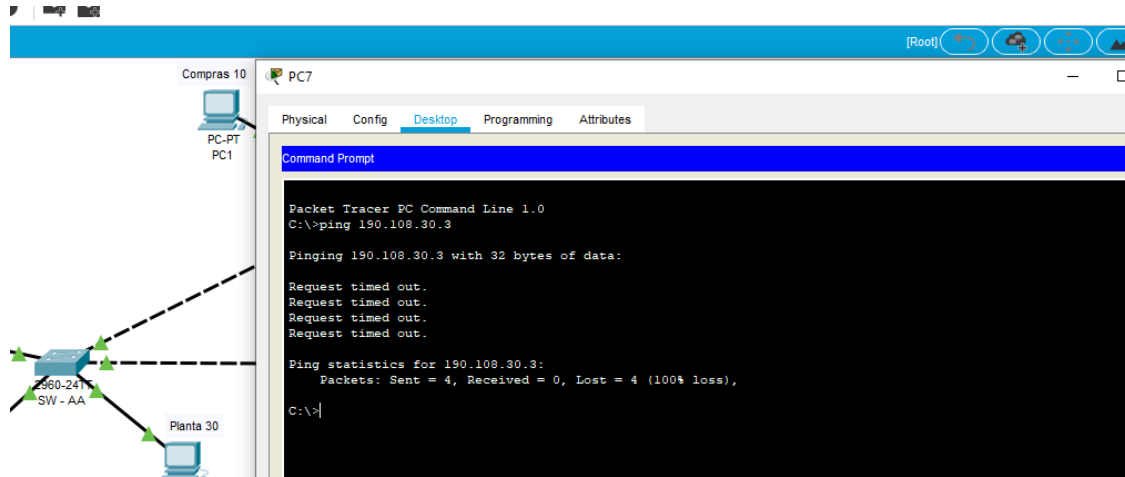 [Root]
Compras 10
PC-PT
PC1
2960-24TT
SW - AA
Planta 30
PC7
Physical Config Desktop Programming Attributes
Command Prompt
Packet Tracer PC Command Line 1.0
C:\>ping 190.108.30.3
Pinging 190.108.30.3 with 32 bytes of data:
Request timed out.
Request timed out.
Request timed out.
Request timed out.
Ping statistics for 190.108.30.3:
Packets: Sent = 4, Received = 0, Lost = 4 (100% loss),
C:\>